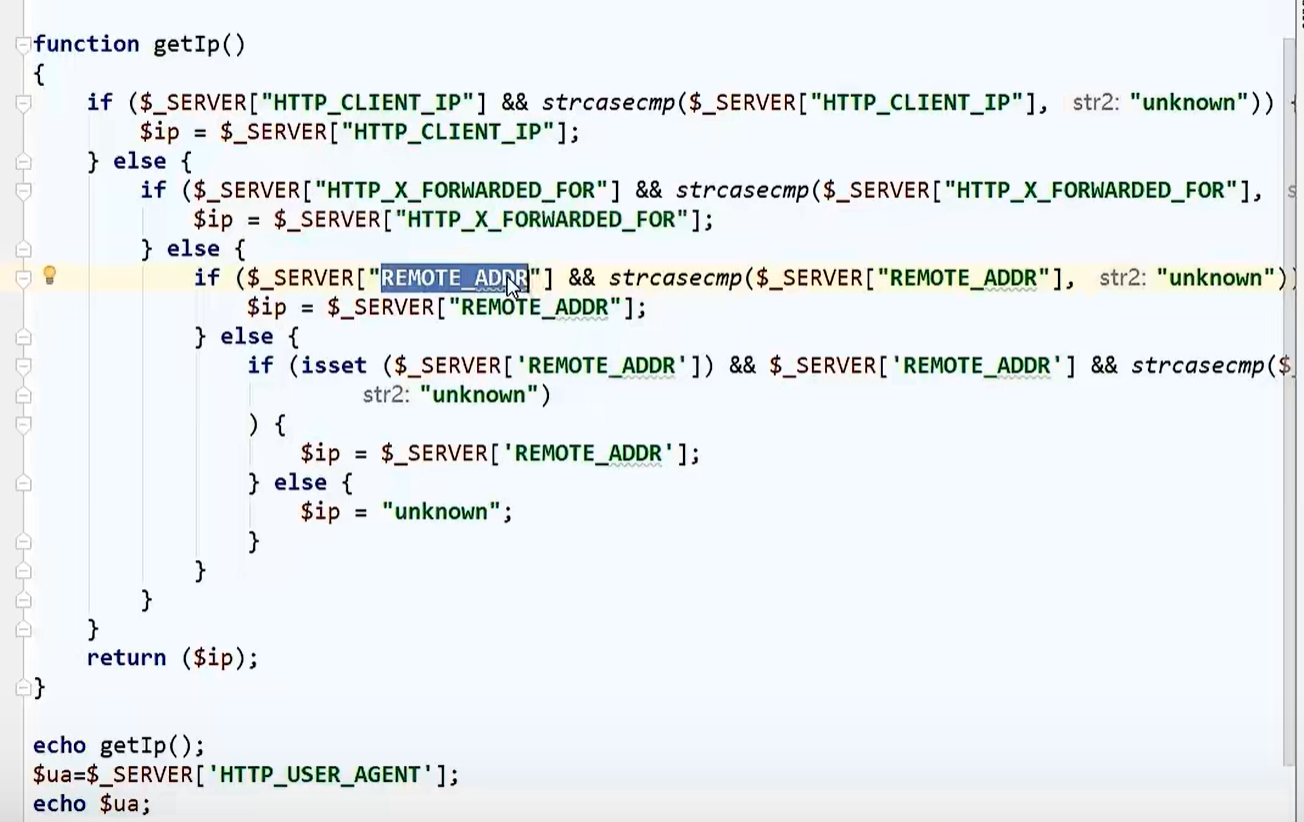 function getIp()
{
if ($_SERVER["HTTP_CLIENT_IP"] && strcasecmp($_SERVER["HTTP_CLIENT_IP"], str2: "unknown")) {
$ip = $_SERVER["HTTP_CLIENT_IP"];
} else {
if ($_SERVER["HTTP_X_FORWARDED_FOR"] && strcasecmp($_SERVER["HTTP_X_FORWARDED_FOR"], s
$ip = $_SERVER["HTTP_X_FORWARDED_FOR"];
} else {
if ($_SERVER["REMOTE_ADDR"] && strcasecmp($_SERVER["REMOTE_ADDR"], str2: "unknown"))
$ip = $_SERVER["REMOTE_ADDR"];
} else {
if (isset ($_SERVER['REMOTE_ADDR']) && $_SERVER['REMOTE_ADDR'] && strcasecmp($_
str2: "unknown")
) {
$ip = $_SERVER['REMOTE_ADDR'];
} else {
$ip = "unknown";
}
}
}
}
return ($ip);
}
echo getIp();
$ua=$_SERVER['HTTP_USER_AGENT'];
echo $ua;